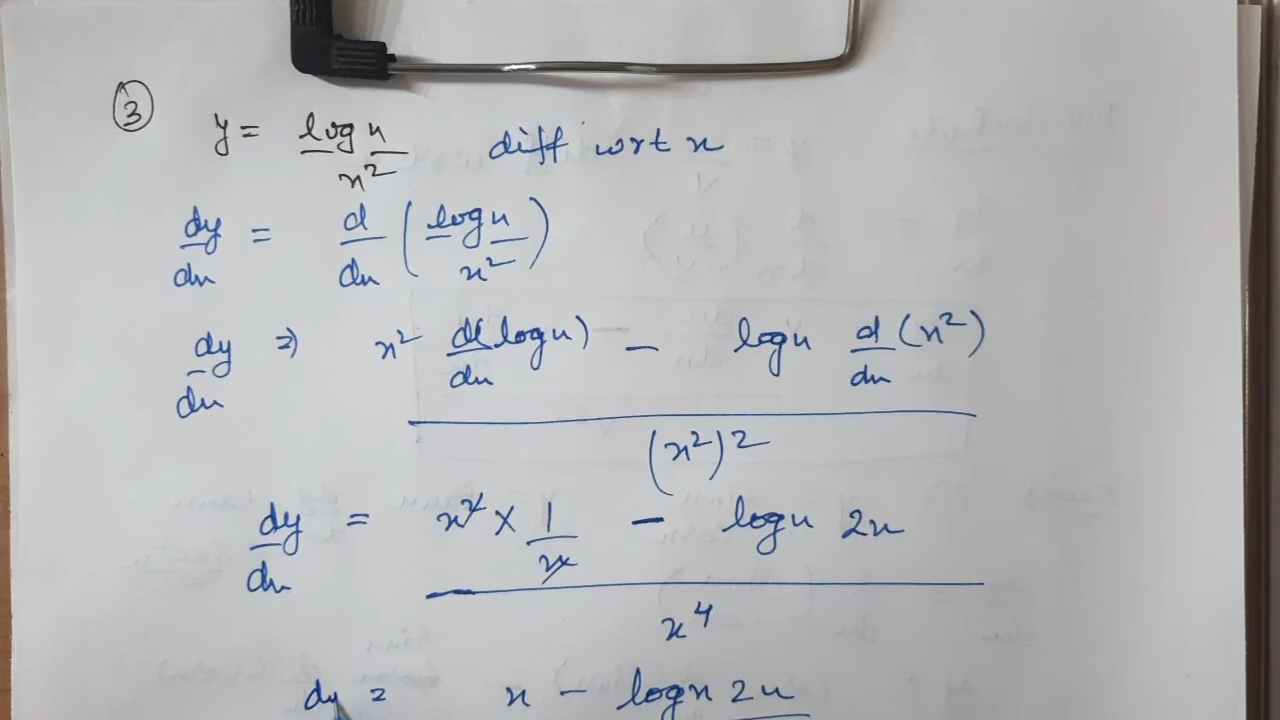 ③ y = log x / x² diff wrt x
dy/dx = d/dx (log x / x²)
dy/dx ⇒ x² d(log x)/dx − log x d/dx (x²)
(x²)²
dy/dx = x² × 1/x − log x 2x
x⁴
dy = x − log x 2x